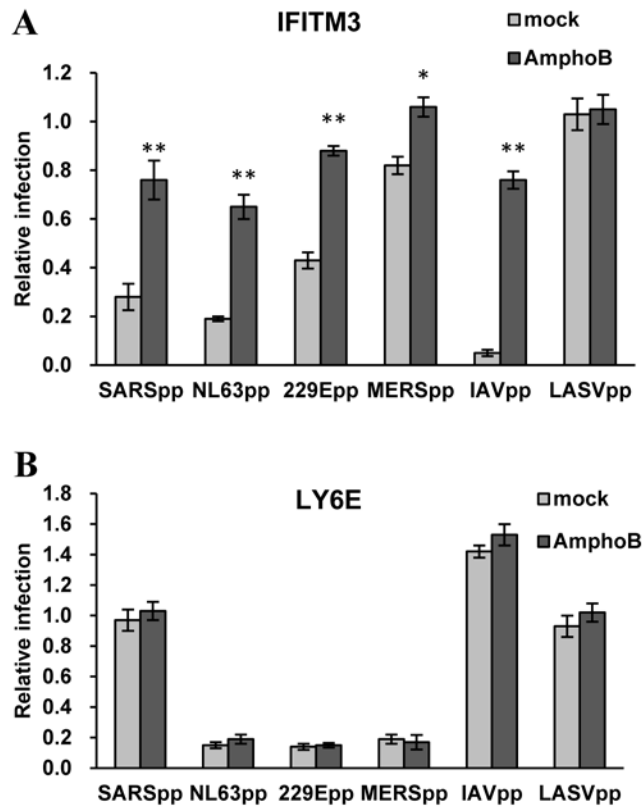 A
IFITM3
mock
AmphoB
Relative infection
1.2
1.0
0.8
0.6
0.4
0.2
0.0
**
**
**
*
**
SARSpp NL63pp 229Epp MERSpp IAVpp LASVpp
B
LY6E
mock
AmphoB
Relative infection
1.8
1.6
1.4
1.2
1.0
0.8
0.6
0.4
0.2
0.0
SARSpp NL63pp 229Epp MERSpp IAVpp LASVpp